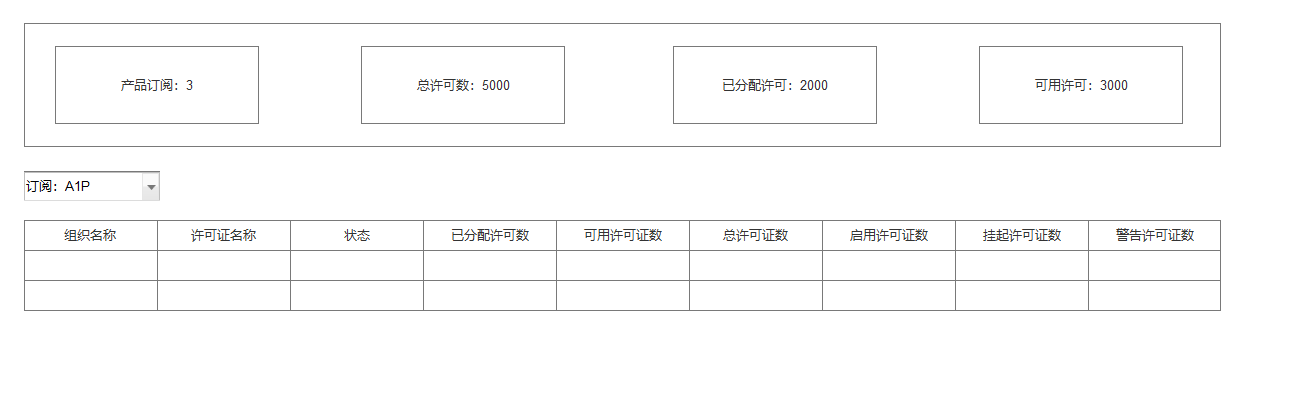 产品订阅：3
总许可数：5000
已分配许可：2000
可用许可：3000
订阅：A1P
组织名称 许可证名称 状态 已分配许可数 可用许可证数 总许可证数 启用许可证数 挂起许可证数 警告许可证数